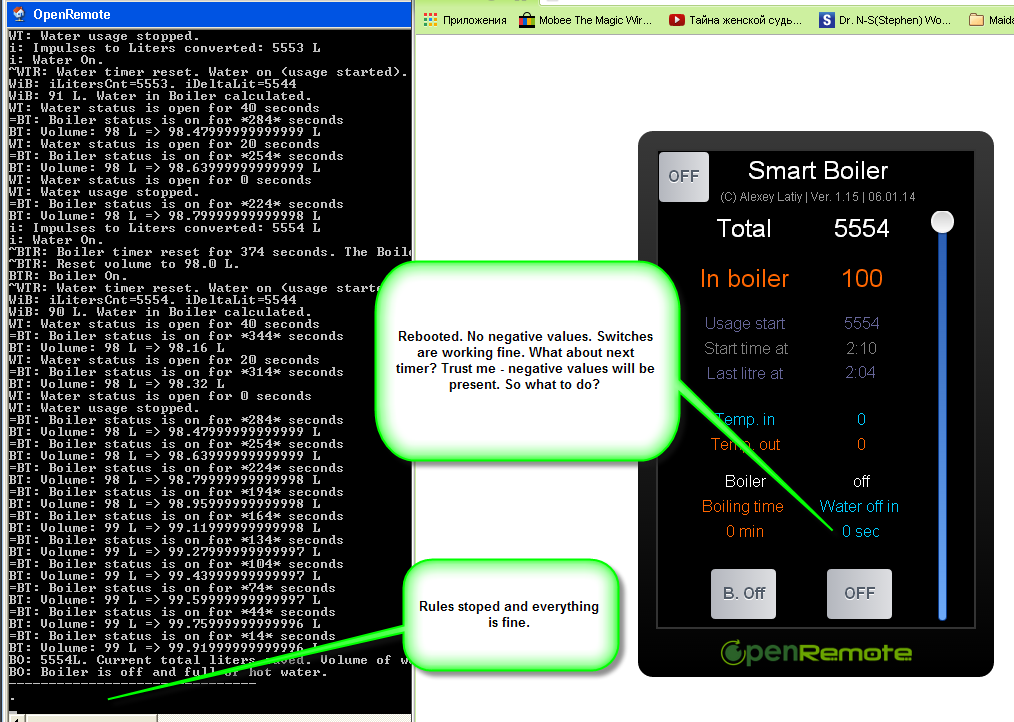 OpenRemote
WT: Water usage stopped.
i: Impulses to Liters converted: 5553 L
i: Water On.
~WTR: Water timer reset. Water on (usage started).
WiB: iLitersCnt=5553. iDeltaLit=5544
WiB: 91 L. Water in Boiler calculated.
WT: Water status is open for 40 seconds
=BT: Boiler status is on for *284* seconds
BT: Volume: 98 L => 98.47999999999999 L
WT: Water status is open for 20 seconds
=BT: Boiler status is on for *254* seconds
BT: Volume: 98 L => 98.63999999999999 L
WT: Water status is open for 0 seconds
WT: Water usage stopped.
=BT: Boiler status is on for *224* seconds
BT: Volume: 98 L => 98.79999999999998 L
i: Impulses to Liters converted: 5554 L
i: Water On.
~BTR: Boiler timer reset for 374 seconds. The Boile
~BTR: Reset volume to 98.0 L.
BTR: Boiler On.
~WTR: Water timer reset. Water on (usage starte
WiB: iLitersCnt=5554. iDeltaLit=5544
WiB: 90 L. Water in Boiler calculated.
WT: Water status is open for 40 seconds
=BT: Boiler status is on for *344* seconds
BT: Volume: 98 L => 98.16 L
WT: Water status is open for 20 seconds
=BT: Boiler status is on for *314* seconds
BT: Volume: 98 L => 98.32 L
WT: Water status is open for 0 seconds
WT: Water usage stopped.
=BT: Boiler status is on for *284* seconds
BT: Volume: 98 L => 98.47999999999999 L
=BT: Boiler status is on for *254* seconds
BT: Volume: 98 L => 98.63999999999999 L
=BT: Boiler status is on for *224* seconds
BT: Volume: 98 L => 98.79999999999998 L
=BT: Boiler status is on for *194* seconds
BT: Volume: 98 L => 98.95999999999998 L
=BT: Boiler status is on for *164* seconds
BT: Volume: 99 L => 99.11999999999998 L
=BT: Boiler status is on for *134* seconds
BT: Volume: 99 L => 99.27999999999997 L
=BT: Boiler status is on for *104* seconds
BT: Volume: 99 L => 99.43999999999997 L
=BT: Boiler status is on for *74* seconds
BT: Volume: 99 L => 99.59999999999997 L
=BT: Boiler status is on for *44* seconds
BT: Volume: 99 L => 99.75999999999996 L
=BT: Boiler status is on for *14* seconds
BT: Volume: 99 L => 99.91999999999996 L
BO: 5554L. Current total liters saved. Volume of w
BO: Boiler is off and full of hot water.
-------------------------------
Приложения
Mobee The Magic Wir...
Тайна женской судь...
S
Dr. N-S(Stephen) Wo...
Maida
OFF
Smart Boiler
(C) Alexey Latiy | Ver. 1.15 | 06.01.14
Total 5554
In boiler 100
Usage start 5554
Start time at 2:10
Last litre at 2:04
Temp. in 0
Temp. out 0
Boiler off
Boiling time Water off in
0 min 0 sec
B. Off OFF
OpenRemote
Rebooted. No negative values. Switches
are working fine. What about next
timer? Trust me - negative values will be
present. So what to do?
Rules stoped and everything
is fine.